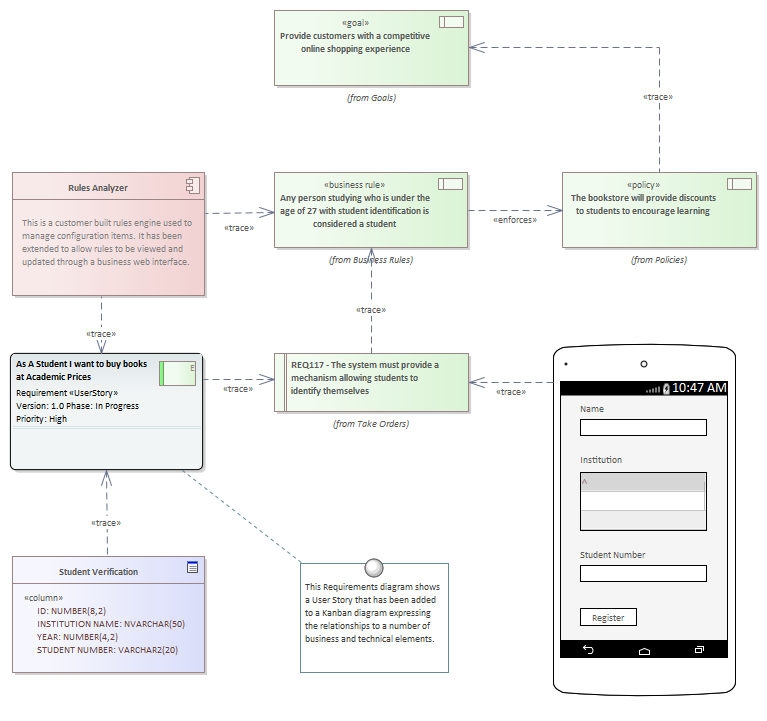 «goal»
Provide customers with a competitive
online shopping experience
(from Goals)
«trace»
Rules Analyzer
This is a customer built rules engine used to
manage configuration items. It has been
extended to allow rules to be viewed and
updated through a business web interface.
«trace»
«business rule»
Any person studying who is under the
age of 27 with student identification is
considered a student
(from Business Rules)
«enforces»
«policy»
The bookstore will provide discounts
to students to encourage learning
(from Policies)
«trace»
«trace»
As A Student I want to buy books
at Academic Prices
E
Requirement «UserStory»
Version: 1.0 Phase: In Progress
Priority: High
«trace»
REQ117 - The system must provide a
mechanism allowing students to
identify themselves
(from Take Orders)
«trace»
10:47 AM
Name
Institution
Student Number
Register
«trace»
Student Verification
«column»
ID: NUMBER(8,2)
INSTITUTION NAME: NVARCHAR(50)
YEAR: NUMBER(4,2)
STUDENT NUMBER: VARCHAR2(20)
This Requirements diagram shows
a User Story that has been added
to a Kanban diagram expressing
the relationships to a number of
business and technical elements.